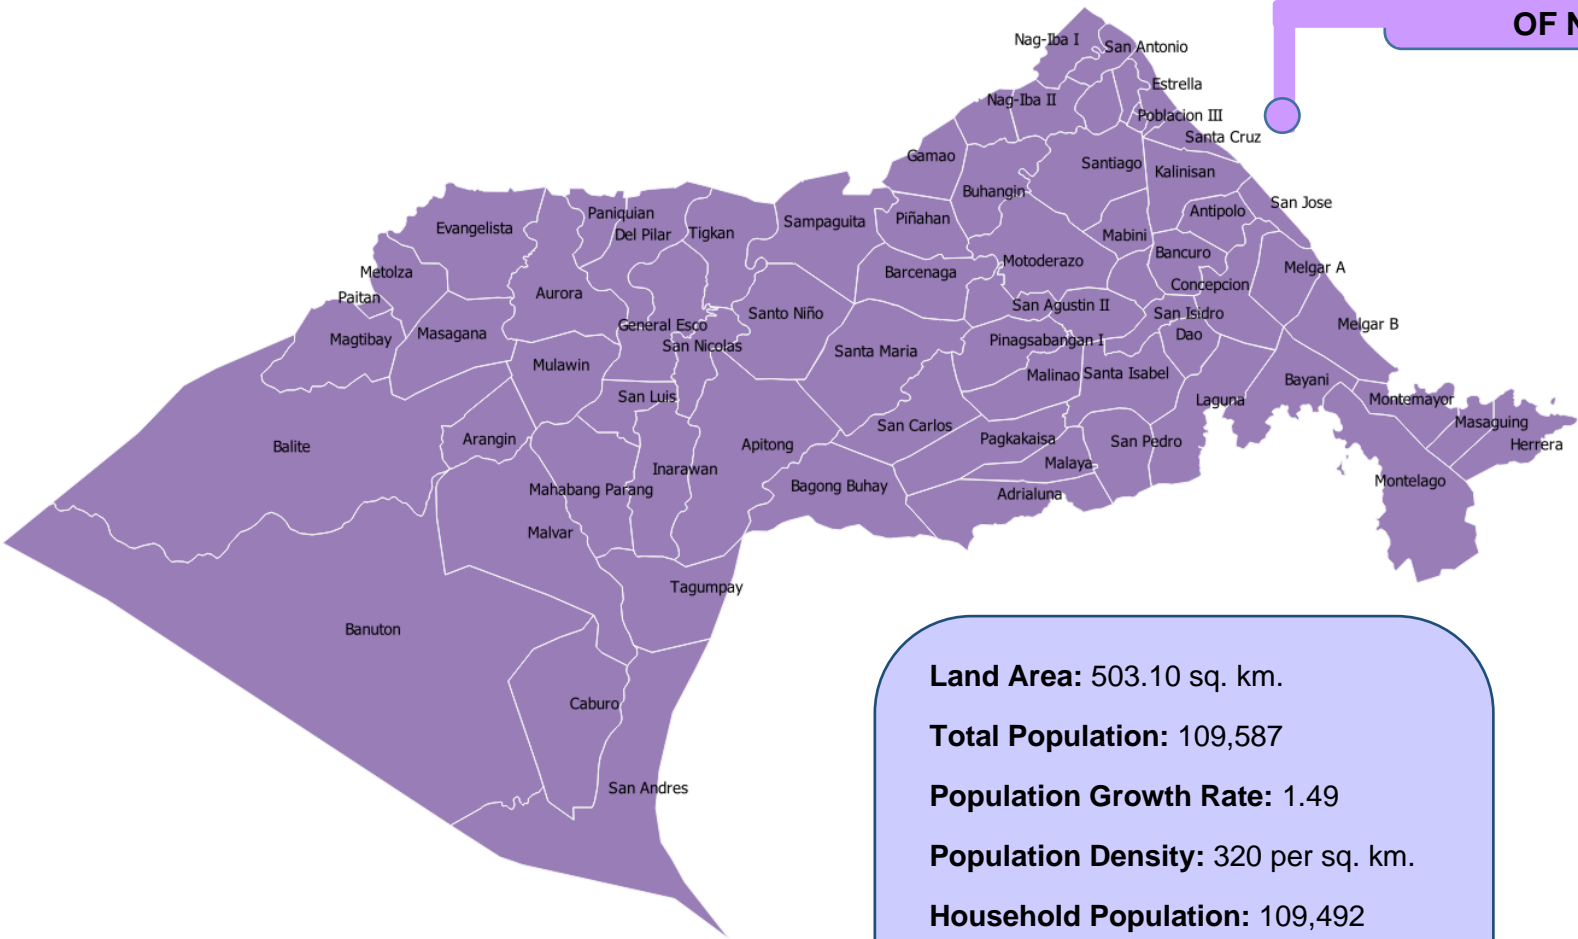 OF N
Nag-Iba I
San Antonio
Estrella
Nag-Iba II
Poblacion III
Santa Cruz
Gamao
Santiago
Kalinisan
Buhangin
San Jose
Paniquian
Antipolo
Evangelista
Del Pilar
Tigkan
Sampaguita
Piñahan
Mabini
Bancuro
Metolza
Barcenaga
Motoderazo
Melgar A
Concepcion
Paitan
Aurora
San Agustin II
Santo Niño
San Isidro
General Esco
Melgar B
Magtibay
Masagana
San Nicolas
Dao
Pinagsabangan I
Santa Maria
Mulawin
Malinao
Santa Isabel
Bayani
San Luis
Laguna
Montemayor
Masaguing
San Carlos
Balite
Arangin
Apitong
Pagkakaisa
San Pedro
Herrera
Inarawan
Malaya
Mahabang Parang
Bagong Buhay
Adrialuna
Montelago
Malvar
Tagumpay
Banuton
Caburo
San Andres
Land Area: 503.10 sq. km.
Total Population: 109,587
Population Growth Rate: 1.49
Population Density: 320 per sq. km.
Household Population: 109,492